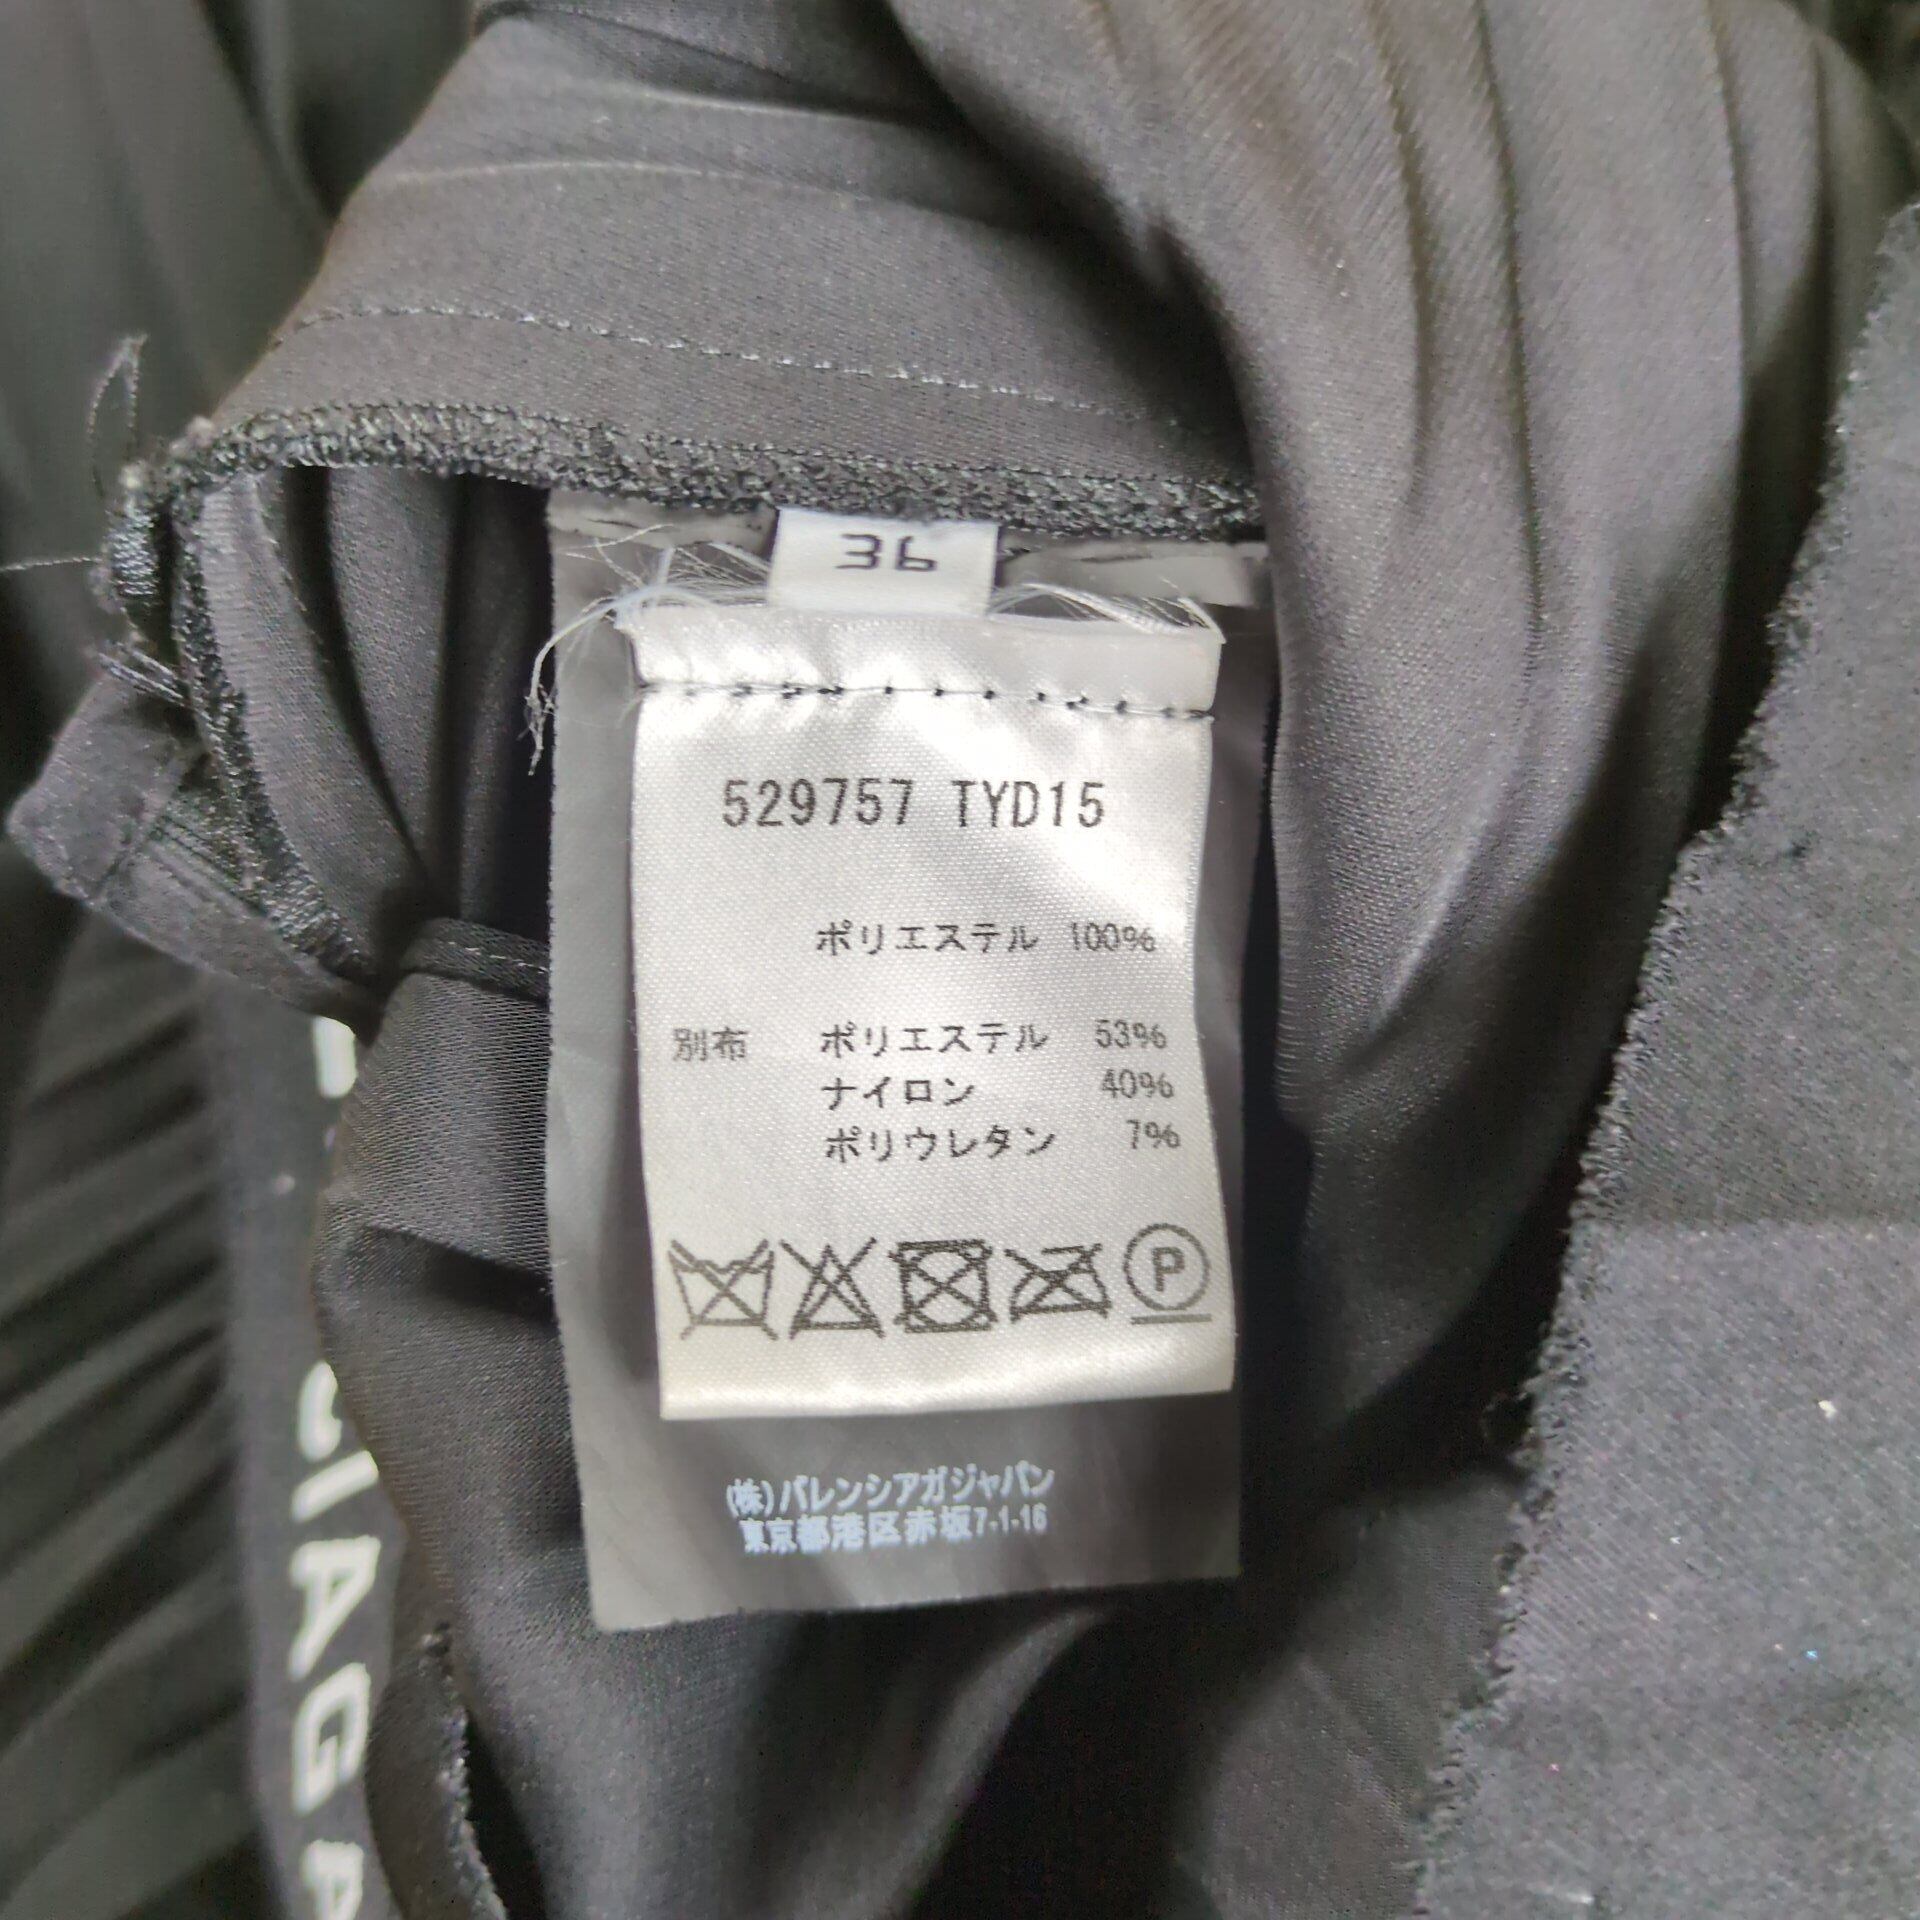 36
529757 TYD15
ポリエステル 100%
別布 ポリエステル 53%
ナイロン 40%
ポリウレタン 7%
P
(株)バレンシアガジャパン
東京都港区赤坂7-1-16
CIAGA